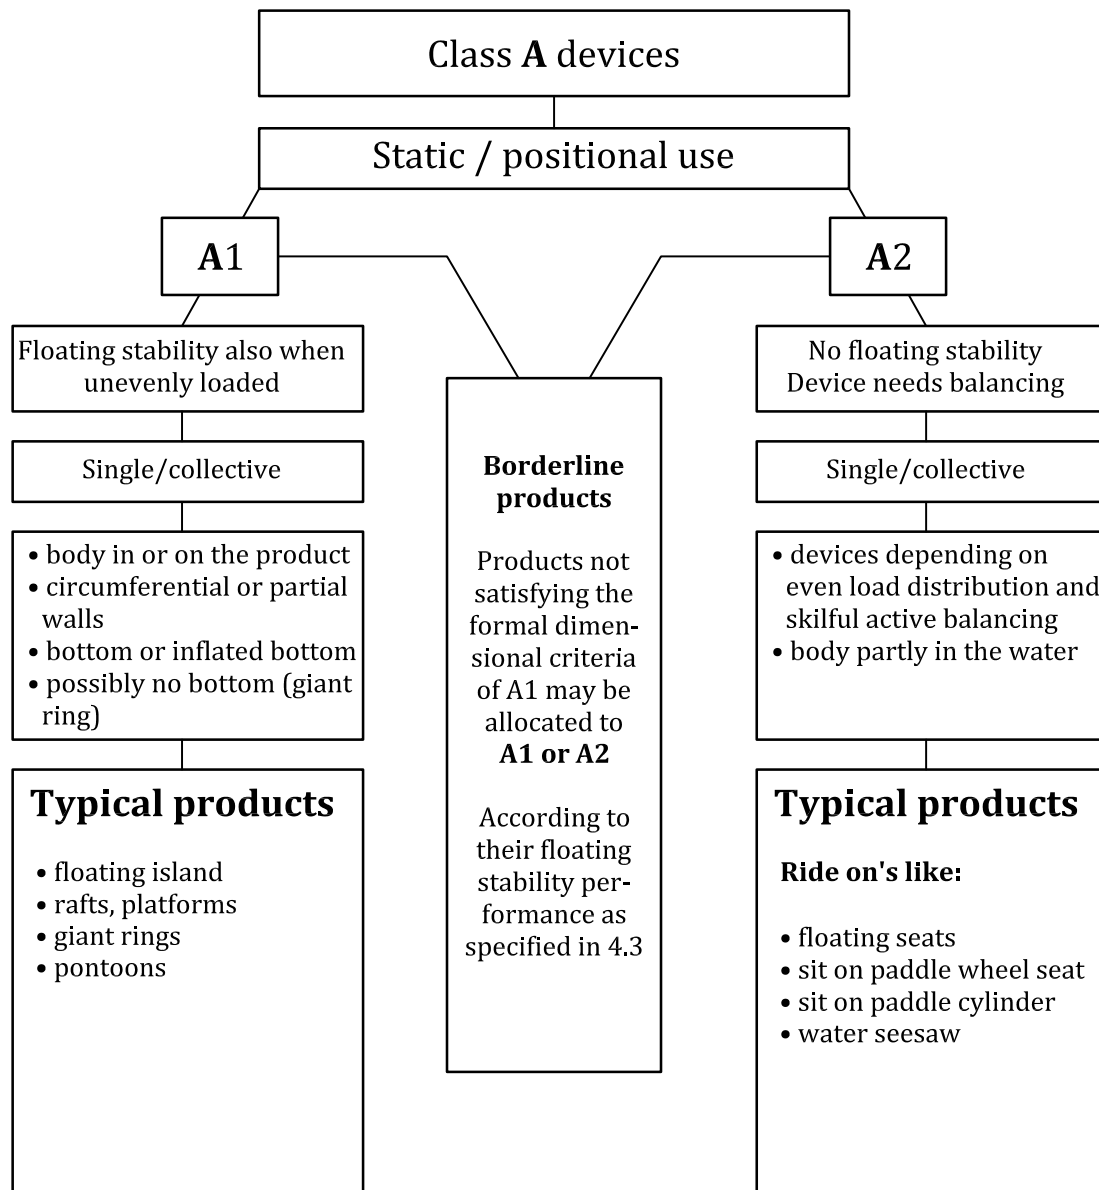 Class A devices
Static / positional use
A1
A2
Floating stability also when
unevenly loaded
Single/collective
• body in or on the product
• circumferential or partial
walls
• bottom or inflated bottom
• possibly no bottom (giant
ring)
Typical products
• floating island
• rafts, platforms
• giant rings
• pontoons
Borderline
products
Products not
satisfying the
formal dimen-
sional criteria
of A1 may be
allocated to
A1 or A2
According to
their floating
stability per-
formance as
specified in 4.3
No floating stability
Device needs balancing
Single/collective
• devices depending on
even load distribution and
skilful active balancing
• body partly in the water
Typical products
Ride on's like:
• floating seats
• sit on paddle wheel seat
• sit on paddle cylinder
• water seesaw